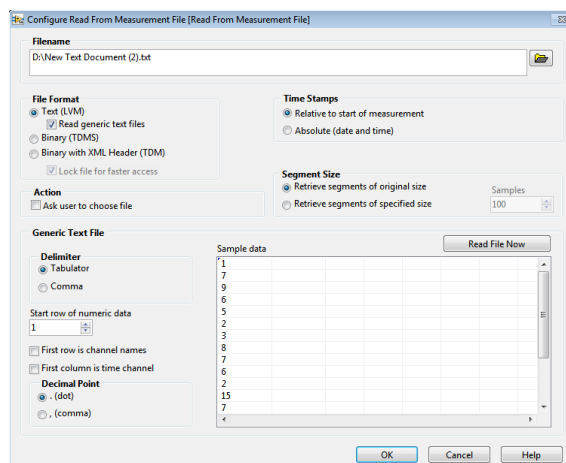 Configure Read From Measurement File [Read From Measurement File]
Filename
D:\New Text Document (2).txt
File Format
Text (LVM)
Read generic text files
Binary (TDMS)
Binary with XML Header (TDM)
Lock file for faster access
Time Stamps
Relative to start of measurement
Absolute (date and time)
Action
Ask user to choose file
Segment Size
Retrieve segments of original size
Retrieve segments of specified size
Samples
100
Generic Text File
Delimiter
Tabulator
Comma
Start row of numeric data
1
First row is channel names
First column is time channel
Decimal Point
. (dot)
, (comma)
Sample data
Read File Now
1
7
9
6
5
2
3
8
7
6
2
15
7
OK Cancel Help